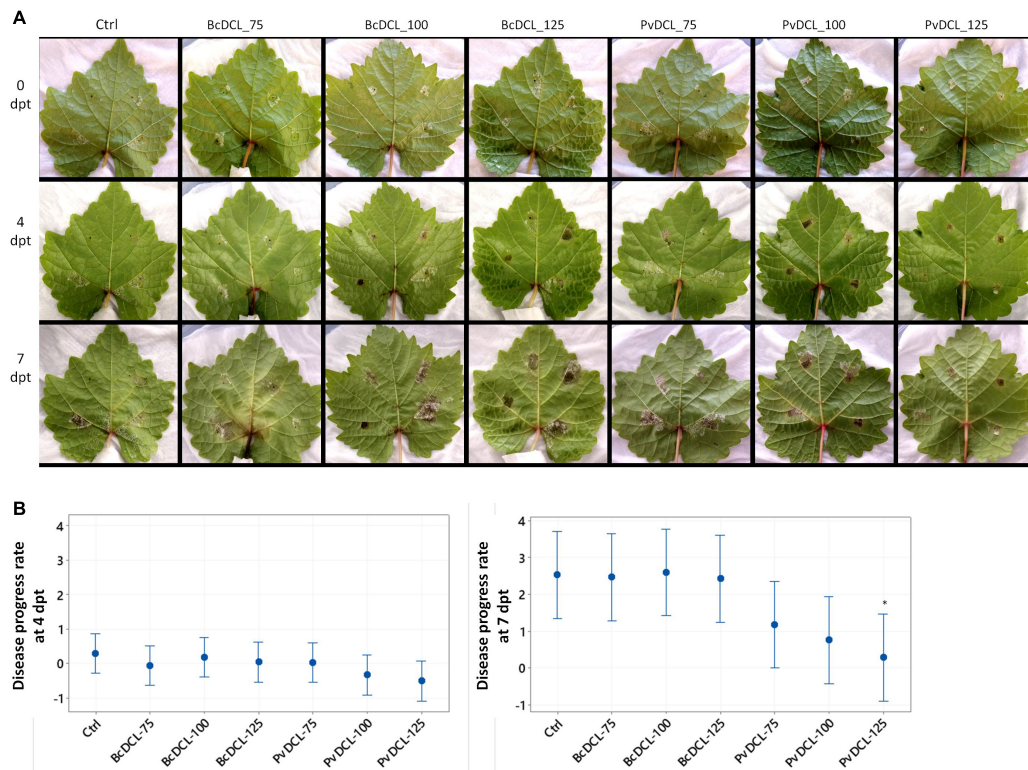 A
Ctrl BcDCL_75 BcDCL_100 BcDCL_125 PvDCL_75 PvDCL_100 PvDCL_125
0
dpt
4
dpt
7
dpt
B
Disease progress rate
at 4 dpt
4
3
2
1
0
-1
Ctrl BcDCL-75 BcDCL-100 BcDCL-125 PvDCL-75 PvDCL-100 PvDCL-125
Disease progress rate
at 7 dpt
4
3
2
1
0
-1
*
Ctrl BcDCL-75 BcDCL-100 BcDCL-125 PvDCL-75 PvDCL-100 PvDCL-125